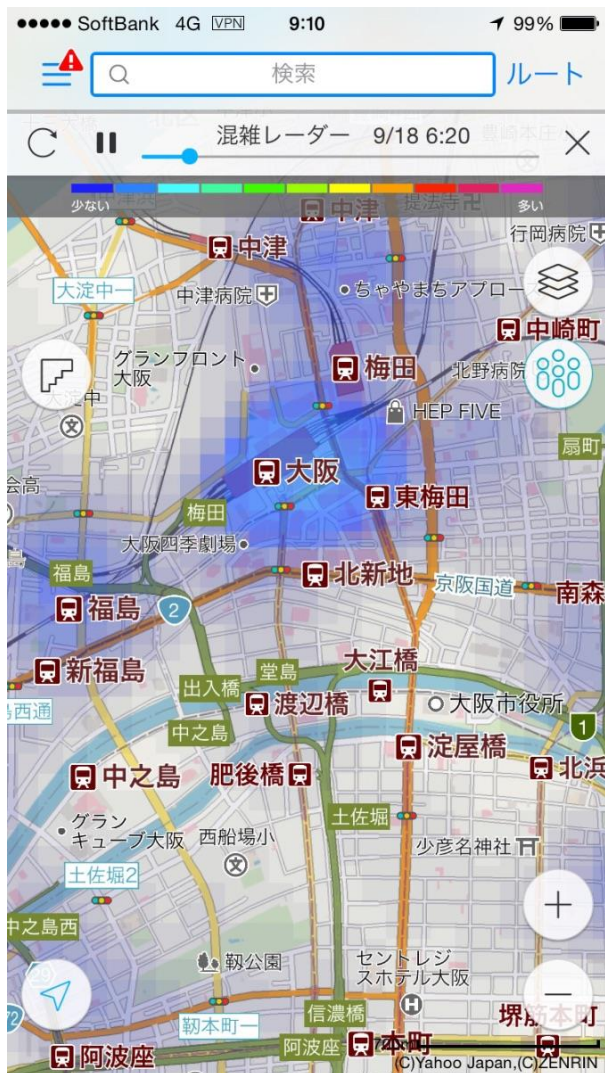 SoftBank 4G VPN 9:10 99%
検索
ルート
混雑レーダー 9/18 6:20
少ない
多い
中津
行岡病院
中津
大淀中一
中津病院
ちゃやまちアプロー
中崎町
グランフロント
大阪
梅田
北野病院
HEP FIVE
扇町
大阪
東梅田
梅田
大阪四季劇場
福島
北新地
京阪国道
南森
福島
2
新福島
大江橋
出入橋
堂島
渡辺橋
大阪市役所
西通
中之島
1
淀屋橋
中之島
肥後橋
北浜
グラン
キューブ大阪
西船場小
土佐堀
少彦名神社
土佐堀2
中之島西
靱公園
セントレジ
スホテル大阪
29
信濃橋
靱本町一
堺筋本町
阿波座
阿波座
本町
(C)Yahoo Japan,(C)ZENRIN